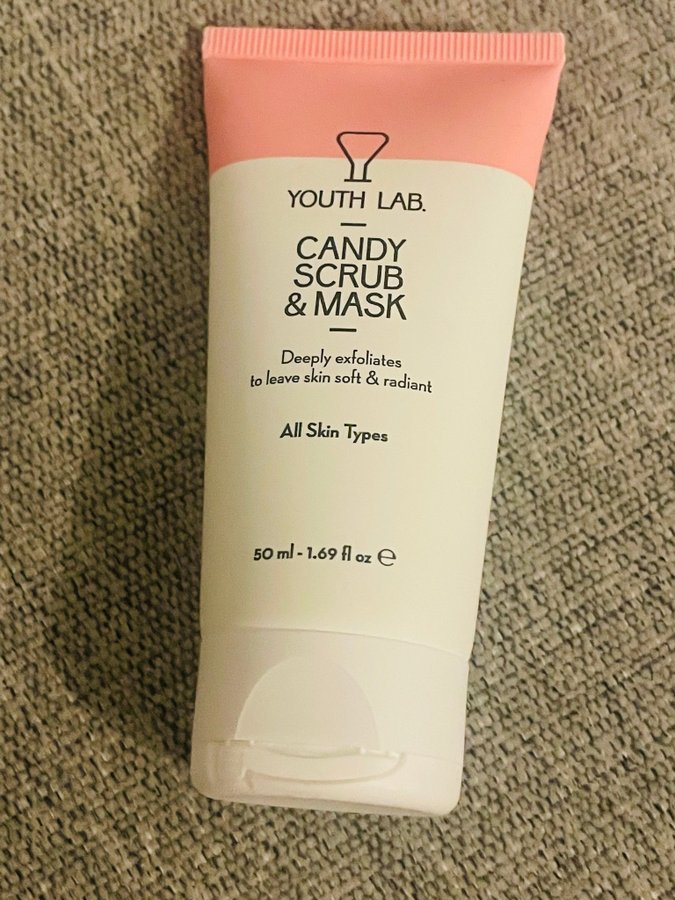 YOUTH LAB.
CANDY
SCRUB
& MASK
Deeply exfoliates
to leave skin soft & radiant
All Skin Types
50 ml - 1.69 fl oz ℮